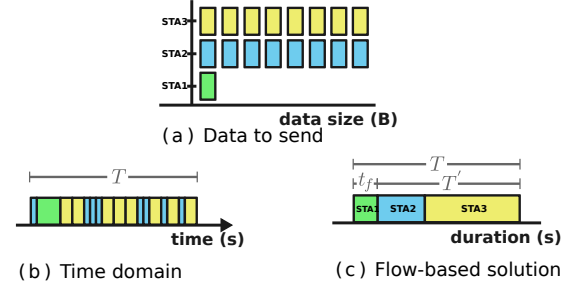 STA3
STA2
STA1
data size (B)
(a) Data to send
T
time (s)
(b) Time domain
T
t_f T'
STA1 STA2 STA3
duration (s)
(c) Flow-based solution